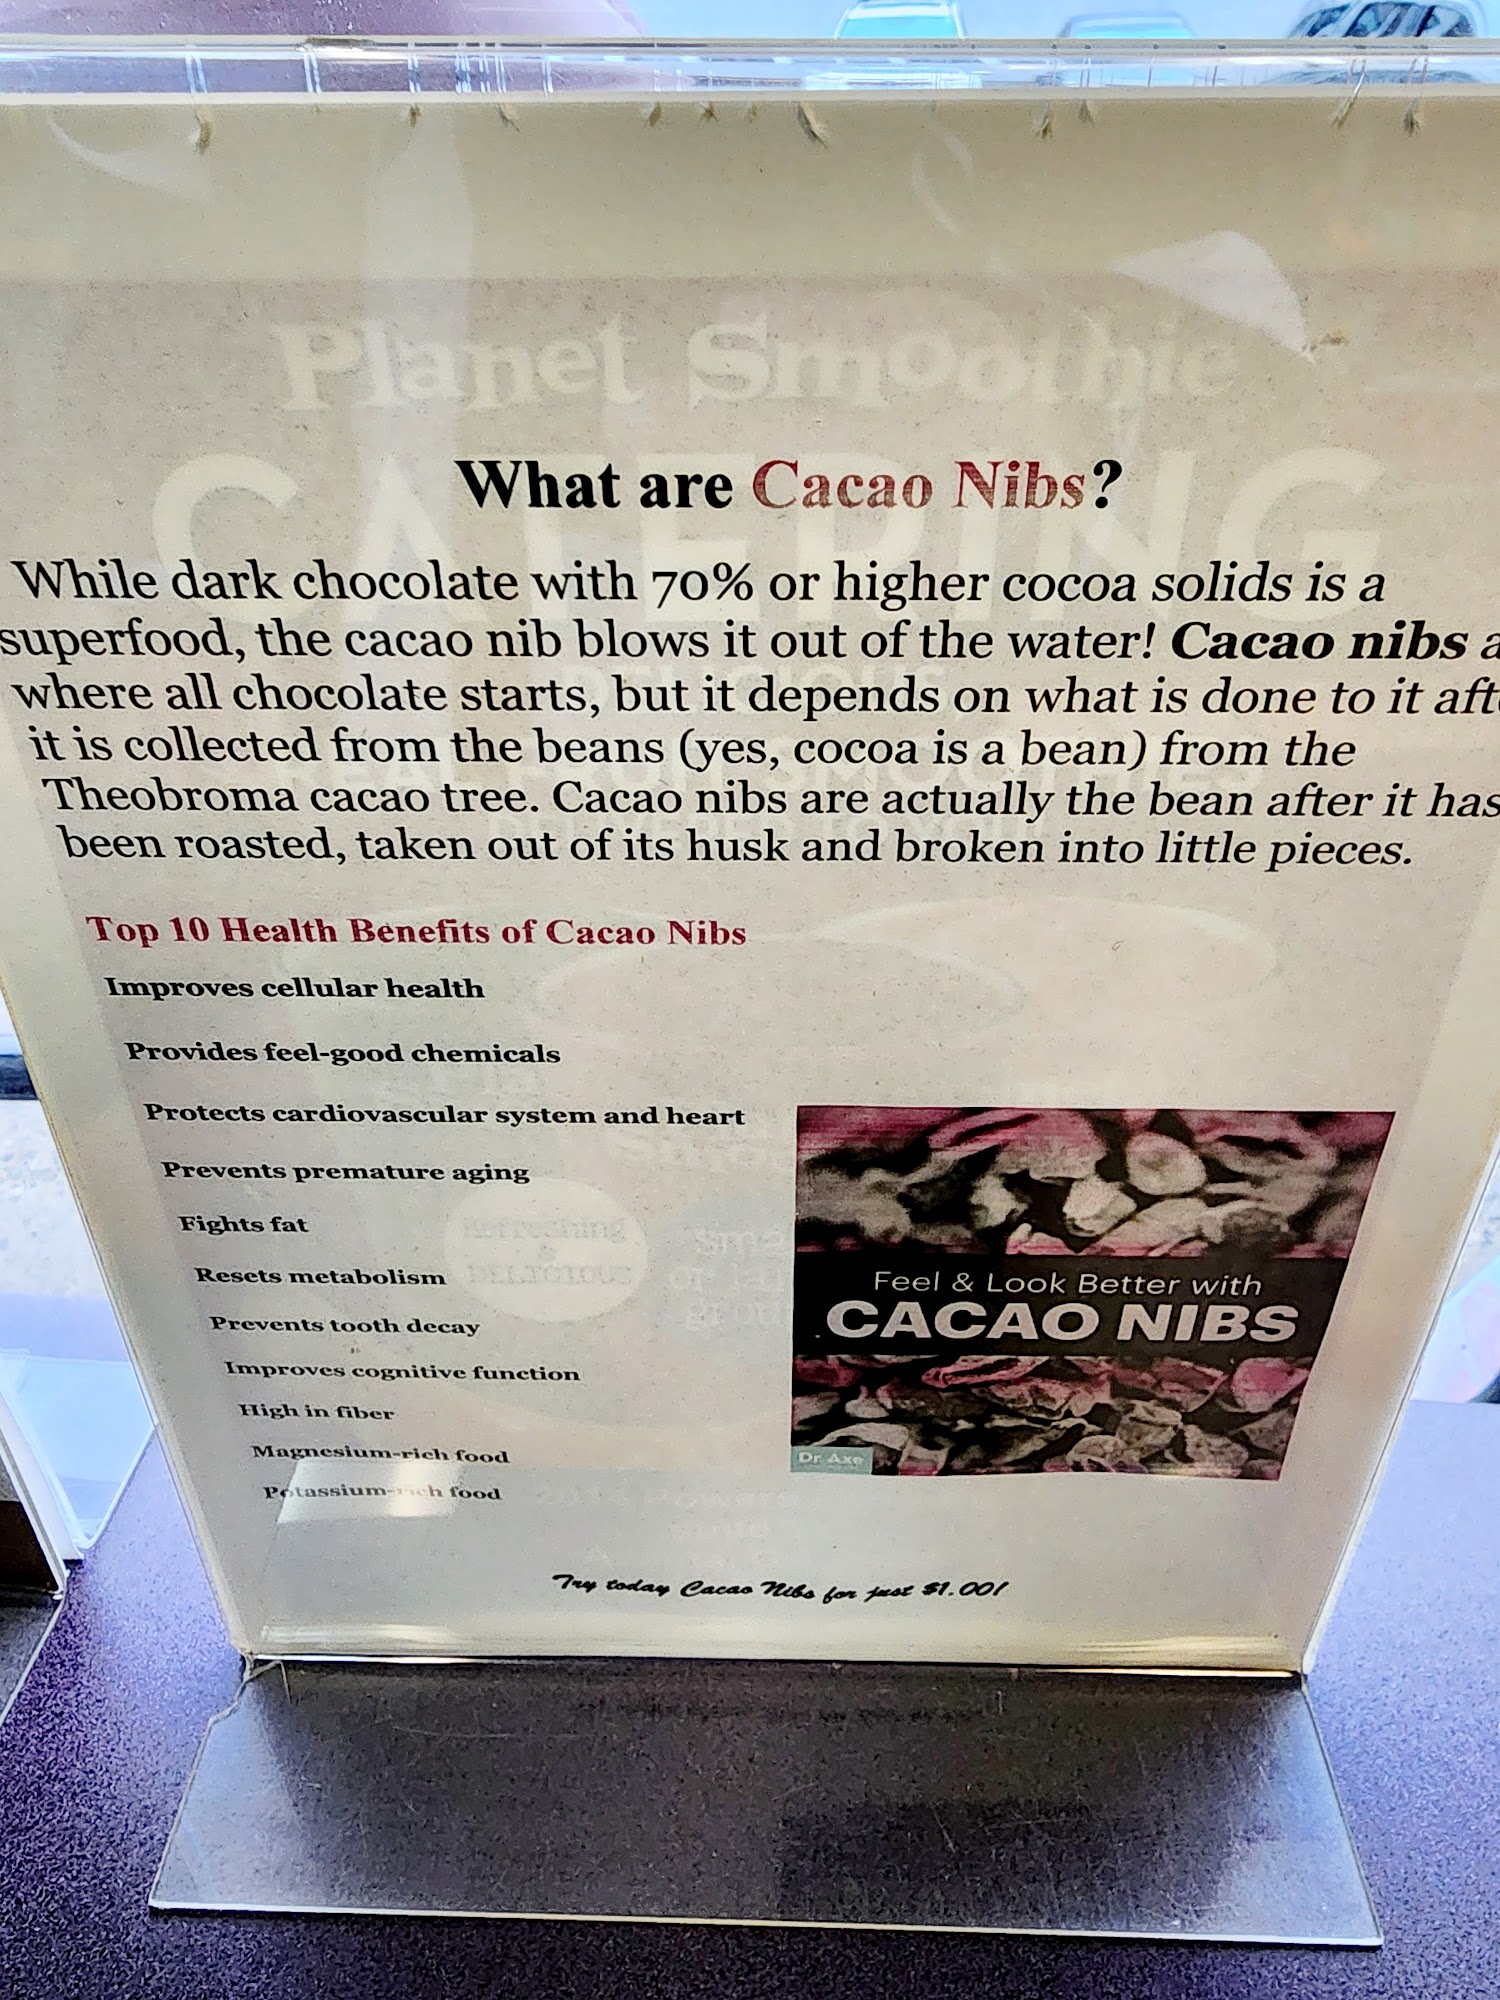 Planet Smoothie
CATERING
What are Cacao Nibs?
While dark chocolate with 70% or higher cocoa solids is a
superfood, the cacao nib blows it out of the water! Cacao nibs
where all chocolate starts, but it depends on what is done to it
it is collected from the beans (yes, cocoa is a bean) from the
Theobroma cacao tree. Cacao nibs are actually the bean after it has
been roasted, taken out of its husk and broken into little pieces.
Top 10 Health Benefits of Cacao Nibs
Improves cellular health
Provides feel-good chemicals
Protects cardiovascular system and heart
Prevents premature aging
Fights fat
Resets metabolism
Prevents tooth decay
Improves cognitive function
High in fiber
Magnesium-rich food
Potassium-rich food
Refreshing
&
DELICIOUS
Feel & Look Better with
CACAO NIBS
Dr. Axe
Try today Cacao Nibs for just $1.00!